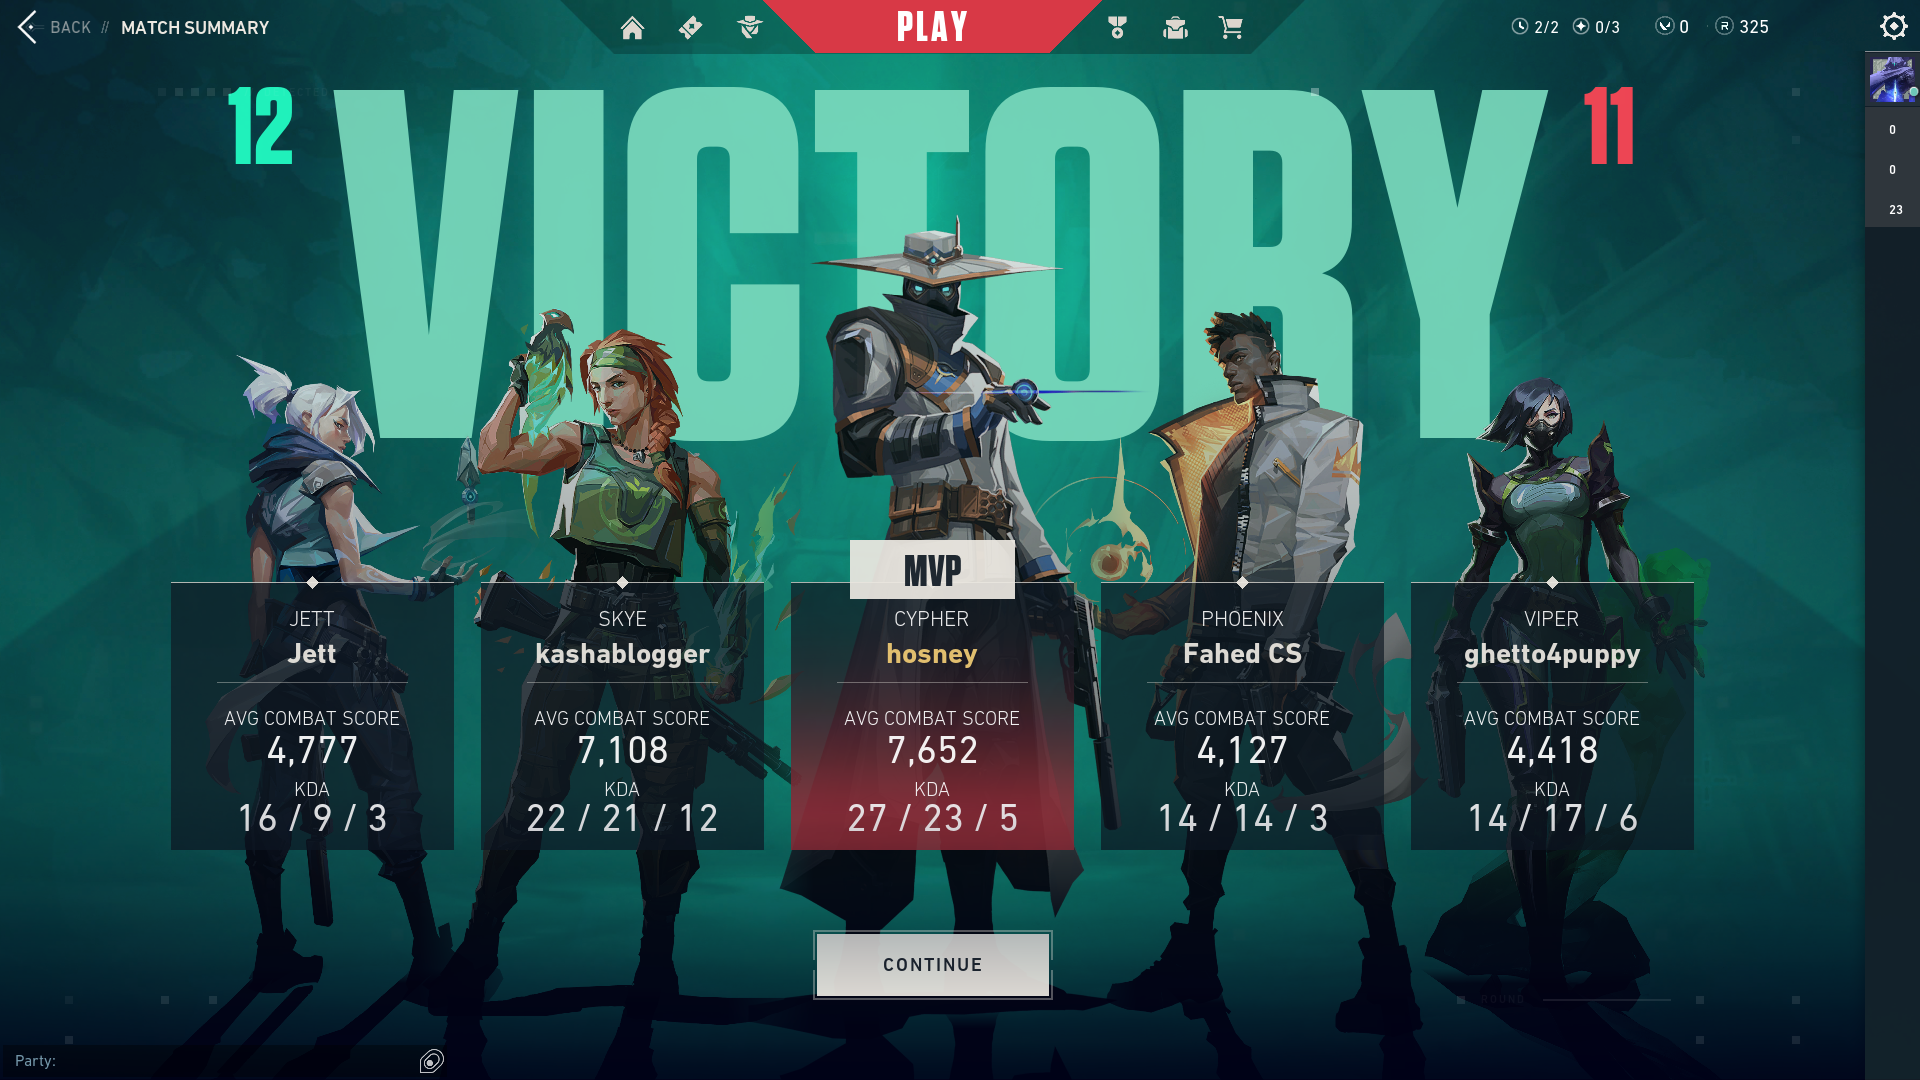 BACK // MATCH SUMMARY
PLAY
2/2 0/3 0 325
12 VICTORY 11
0
0
23
MVP
JETT
Jett
AVG COMBAT SCORE
4,777
KDA
16 / 9 / 3
SKYE
kashablogger
AVG COMBAT SCORE
7,108
KDA
22 / 21 / 12
CYPHER
hosney
AVG COMBAT SCORE
7,652
KDA
27 / 23 / 5
PHOENIX
Fahed CS
AVG COMBAT SCORE
4,127
KDA
14 / 14 / 3
VIPER
ghetto4puppy
AVG COMBAT SCORE
4,418
KDA
14 / 17 / 6
CONTINUE
ROUND
Party: